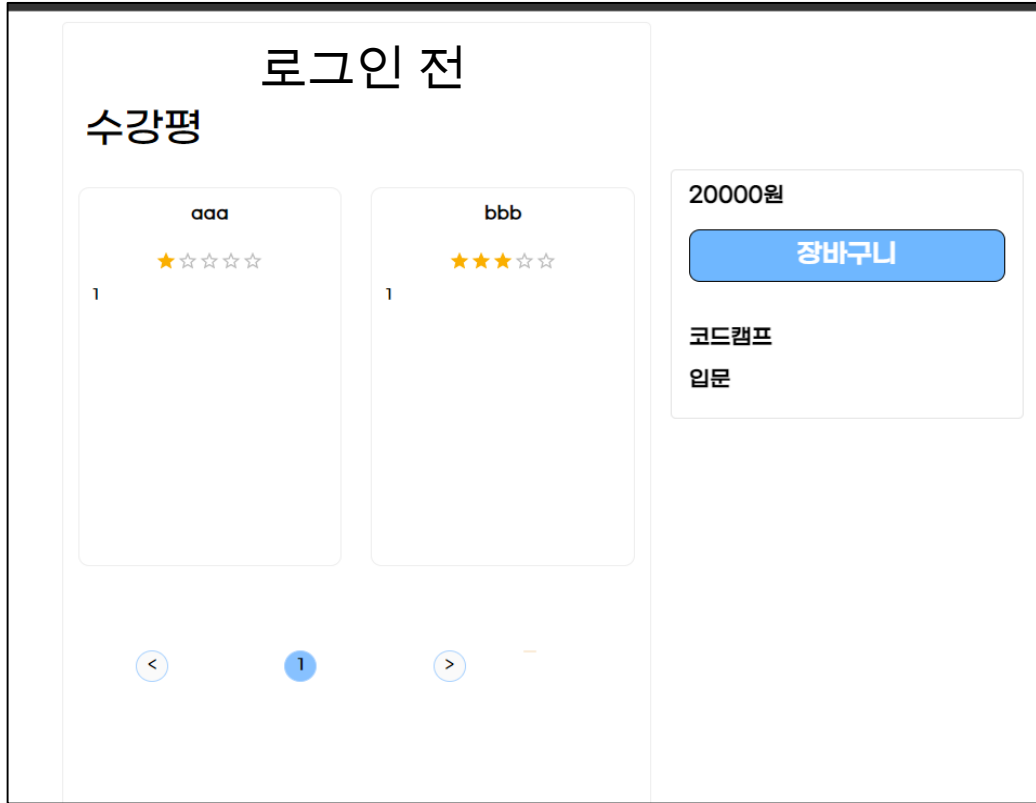 로그인 전
수강평
aaa
1
bbb
1
< 1 >
20000원
장바구니
코드캠프
입문